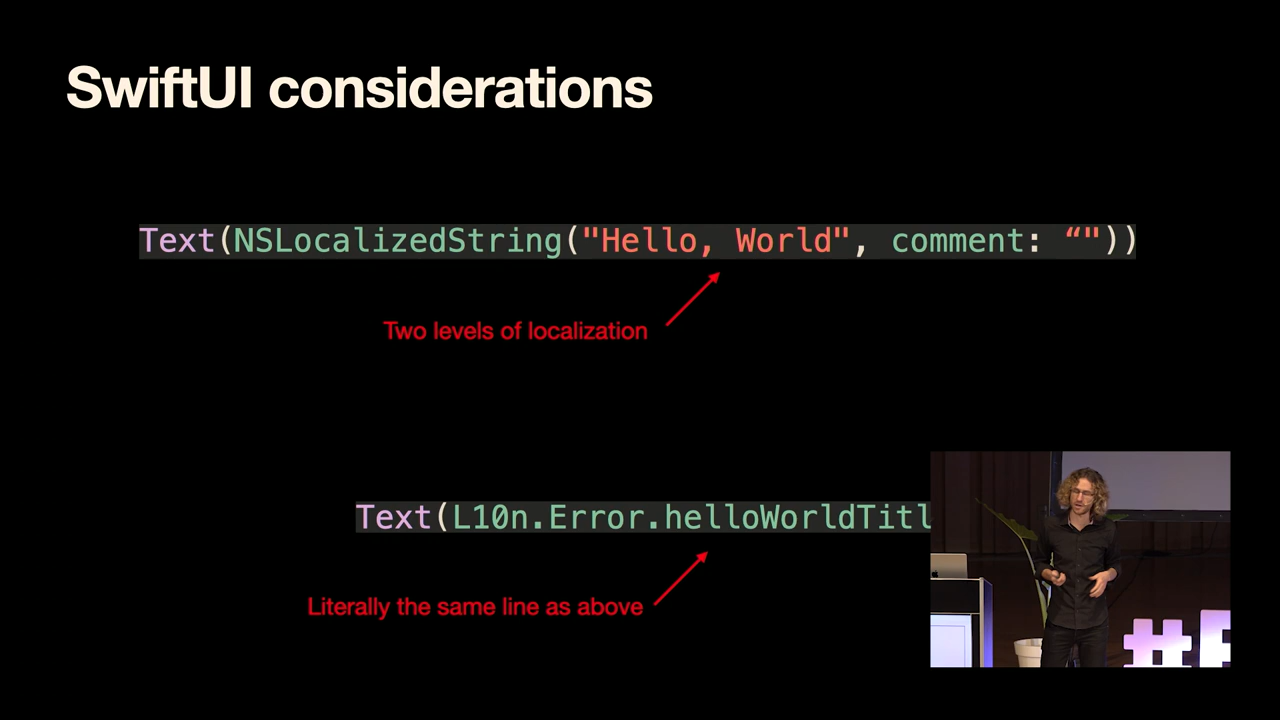 SwiftUI considerations
Text(NSLocalizedString("Hello, World", comment: “"))
Two levels of localization
Text(L10n.Error.helloWorldTitl
Literally the same line as above
#